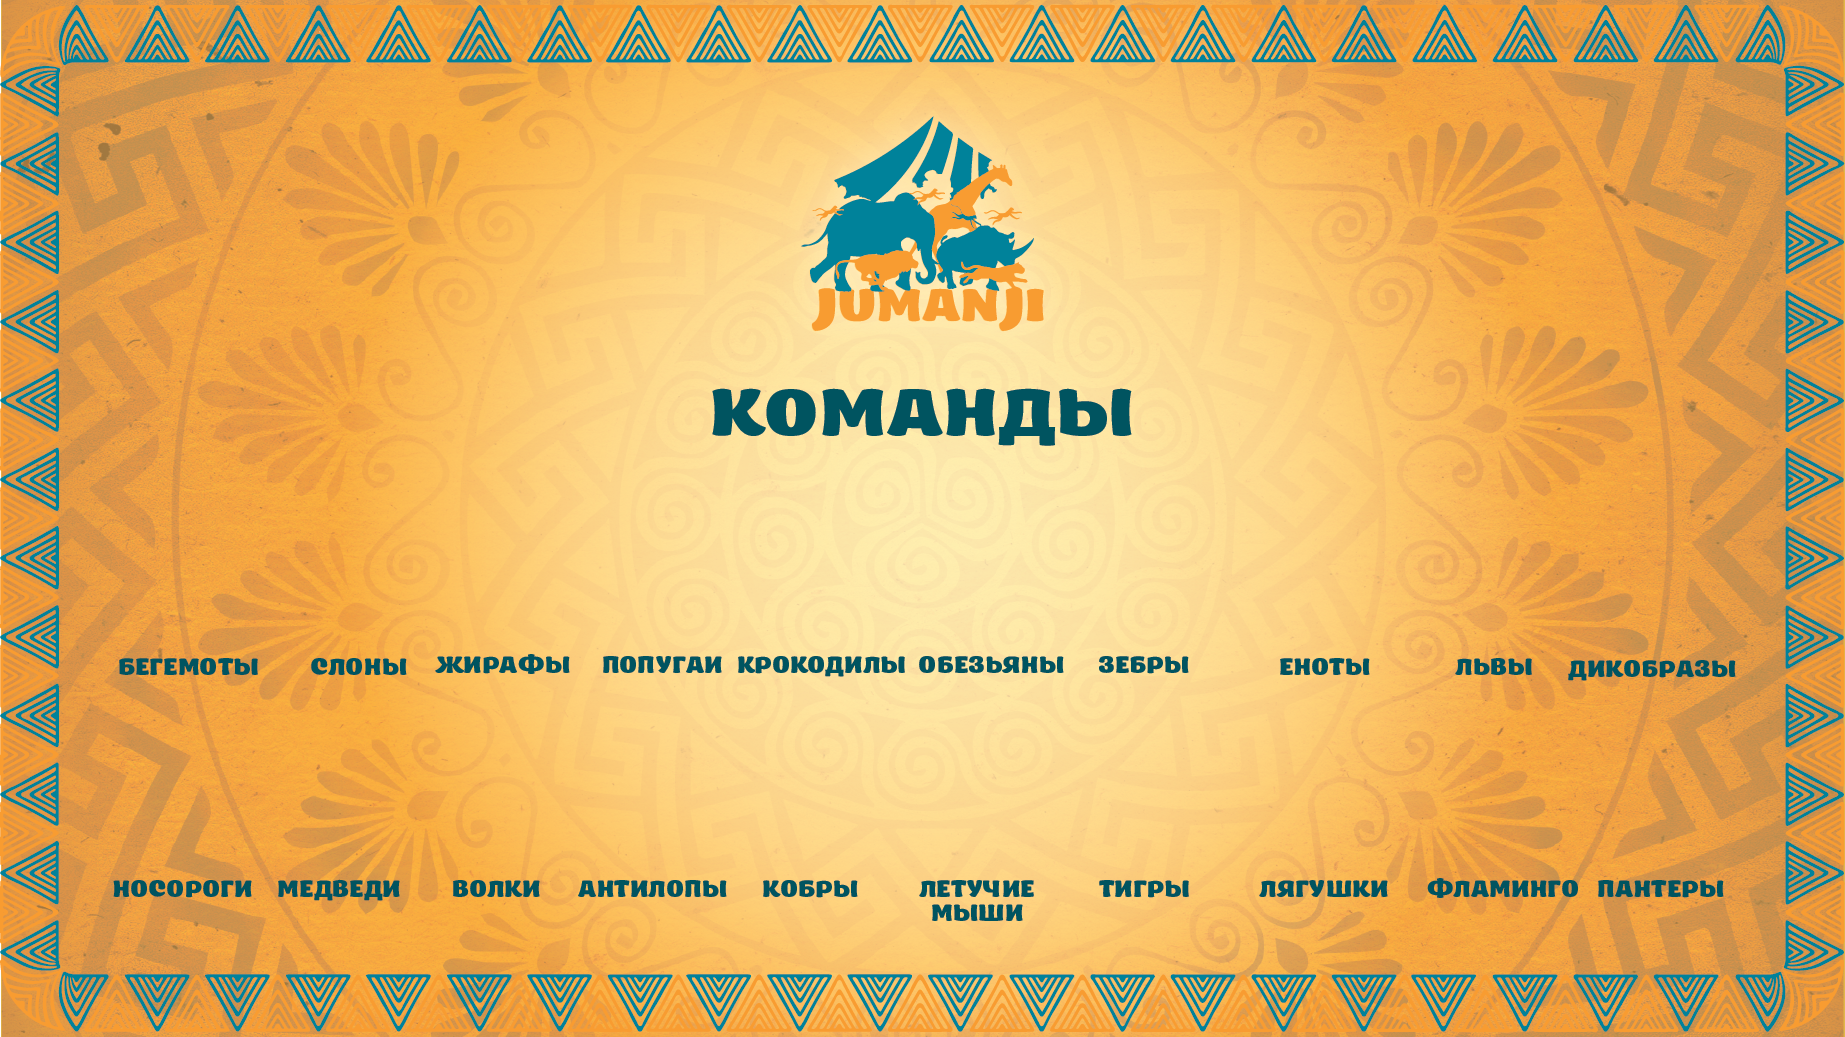 JUMANJI
КОМАНДЫ
БЕГЕМОТЫ СЛОНЫ ЖИРАФЫ ПОПУГАИ КРОКОДИЛЫ ОБЕЗЬЯНЫ ЗЕБРЫ ЕНОТЫ ЛЬВЫ ДИКОБРАЗЫ
НОСОРОГИ МЕДВЕДИ ВОЛКИ АНТИЛОПЫ КОБРЫ ЛЕТУЧИЕ ТИГРЫ ЛЯГУШКИ ФЛАМИНГО ПАНТЕРЫ
МЫШИ